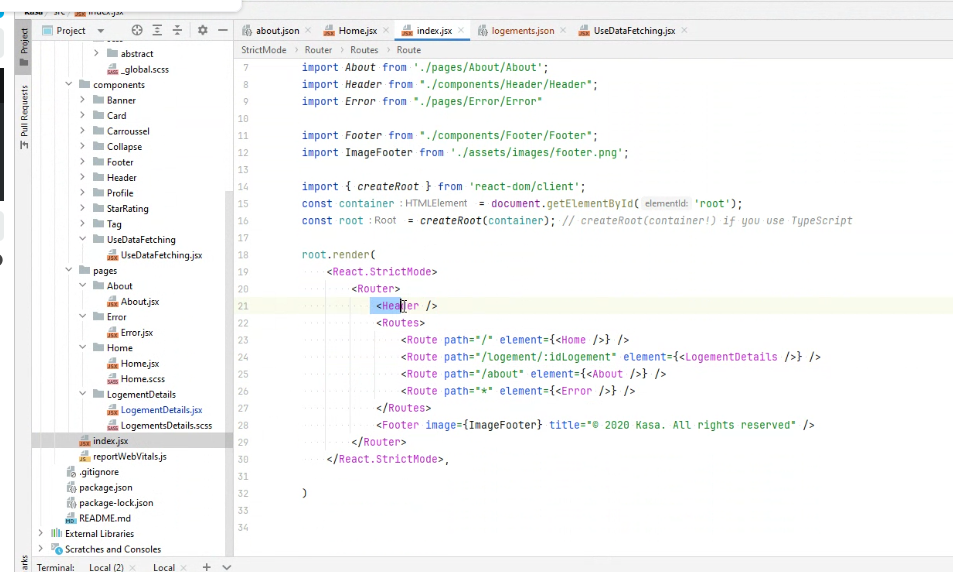 Project
about.json
Home.jsx
index.jsx
logements.json
UseDataFetching.jsx
StrictMode › Router › Routes › Route
Project
Pull Requests
abstract
_global.scss
components
Banner
Card
Carroussel
Collapse
Footer
Header
Profile
StarRating
Tag
UseDataFetching
UseDataFetching.jsx
pages
About
About.jsx
Error
Error.jsx
Home
Home.jsx
Home.scss
LogementDetails
LogementDetails.jsx
LogementsDetails.scss
index.jsx
reportWebVitals.js
.gitignore
package.json
package-lock.json
README.md
External Libraries
Scratches and Consoles
7 import About from './pages/About/About';
8 import Header from "./components/Header/Header";
9 import Error from "./pages/Error/Error"
10
11 import Footer from "./components/Footer/Footer";
12 import ImageFooter from './assets/images/footer.png';
13
14 import { createRoot } from 'react-dom/client';
15 const container : HTMLElement = document.getElementById( elementId: 'root');
16 const root : Root = createRoot(container); // createRoot(container!) if you use TypeScript
17
18 root.render(
19 <React.StrictMode>
20 <Router>
21 <Header />
22 <Routes>
23 <Route path="/" element={<Home />} />
24 <Route path="/logement/:idLogement" element={<LogementDetails />} />
25 <Route path="/about" element={<About />} />
26 <Route path="*" element={<Error />} />
27 </Routes>
28 <Footer image={ImageFooter} title="© 2020 Kasa. All rights reserved" />
29 </Router>
30 </React.StrictMode>,
31
32 )
33
34
Terminal: Local (2) Local